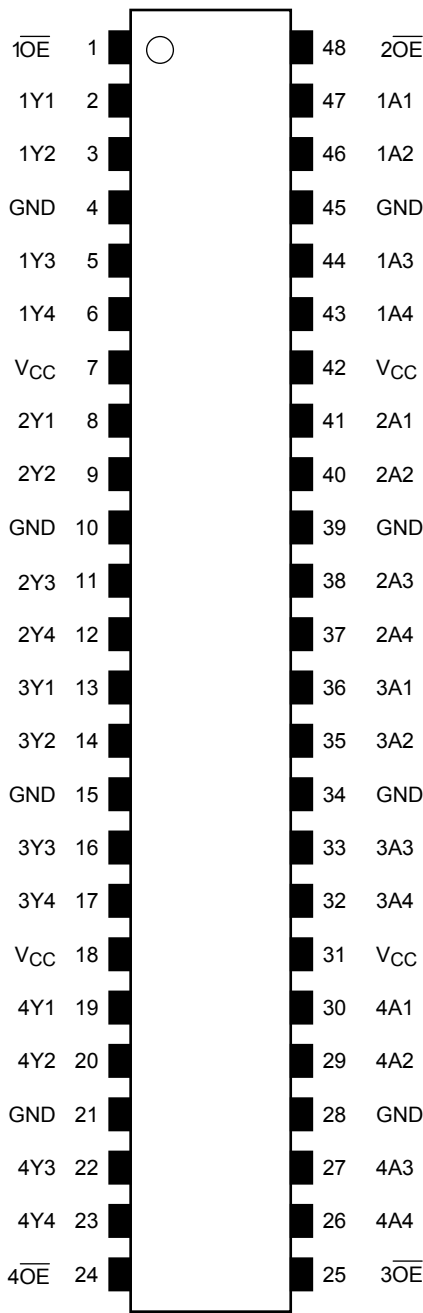 1O̅E̅ 1 48 2O̅E̅
1Y1 2 47 1A1
1Y2 3 46 1A2
GND 4 45 GND
1Y3 5 44 1A3
1Y4 6 43 1A4
VCC 7 42 VCC
2Y1 8 41 2A1
2Y2 9 40 2A2
GND 10 39 GND
2Y3 11 38 2A3
2Y4 12 37 2A4
3Y1 13 36 3A1
3Y2 14 35 3A2
GND 15 34 GND
3Y3 16 33 3A3
3Y4 17 32 3A4
VCC 18 31 VCC
4Y1 19 30 4A1
4Y2 20 29 4A2
GND 21 28 GND
4Y3 22 27 4A3
4Y4 23 26 4A4
4O̅E̅ 24 25 3O̅E̅